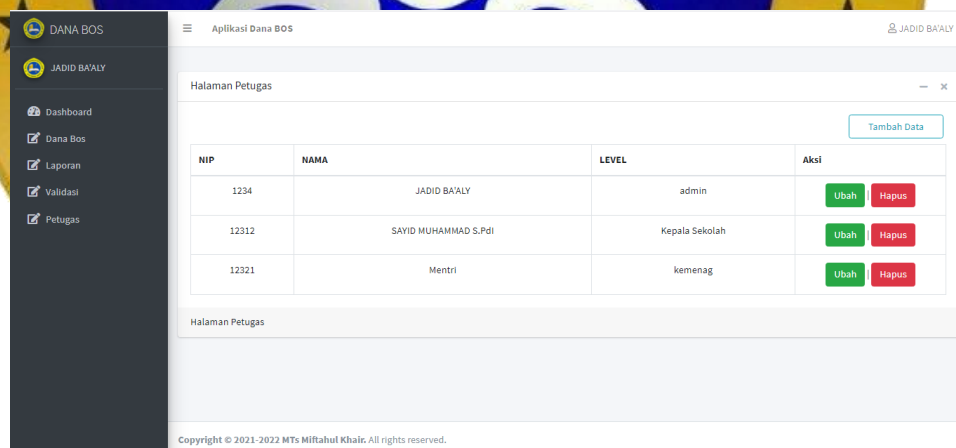 DANA BOS
Aplikasi Dana BOS
JADID BA'ALY
JADID BA'ALY
Dashboard
Dana Bos
Laporan
Validasi
Petugas
Halaman Petugas
Tambah Data
NIP NAMA LEVEL Aksi
1234 JADID BA'ALY admin Ubah | Hapus
12312 SAYID MUHAMMAD S.PdI Kepala Sekolah Ubah | Hapus
12321 Mentri kemenag Ubah | Hapus
Halaman Petugas
Copyright © 2021-2022 MTs Miftahul Khair. All rights reserved.